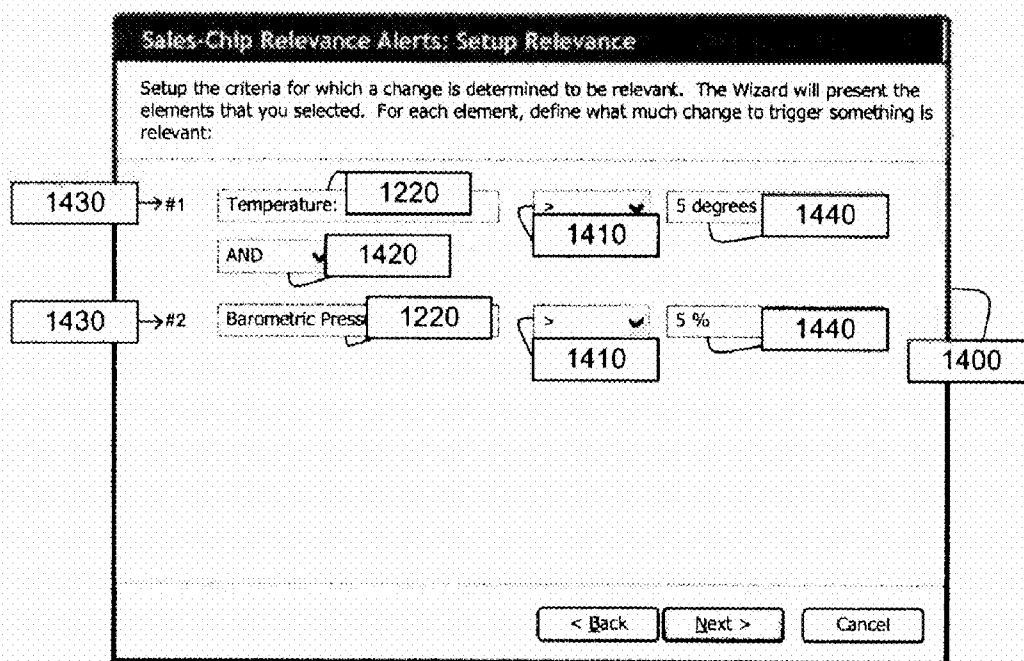 Sales-Chip Relevance Alerts: Setup Relevance
Setup the criteria for which a change is determined to be relevant. The Wizard will present the
elements that you selected. For each element, define what much change to trigger something is
relevant:
1430 #1 Temperature: 1220 > 1410 5 degrees 1440
AND 1420
1430 #2 Barometric Press 1220 > 1410 5 % 1440
1400
< Back Next > Cancel